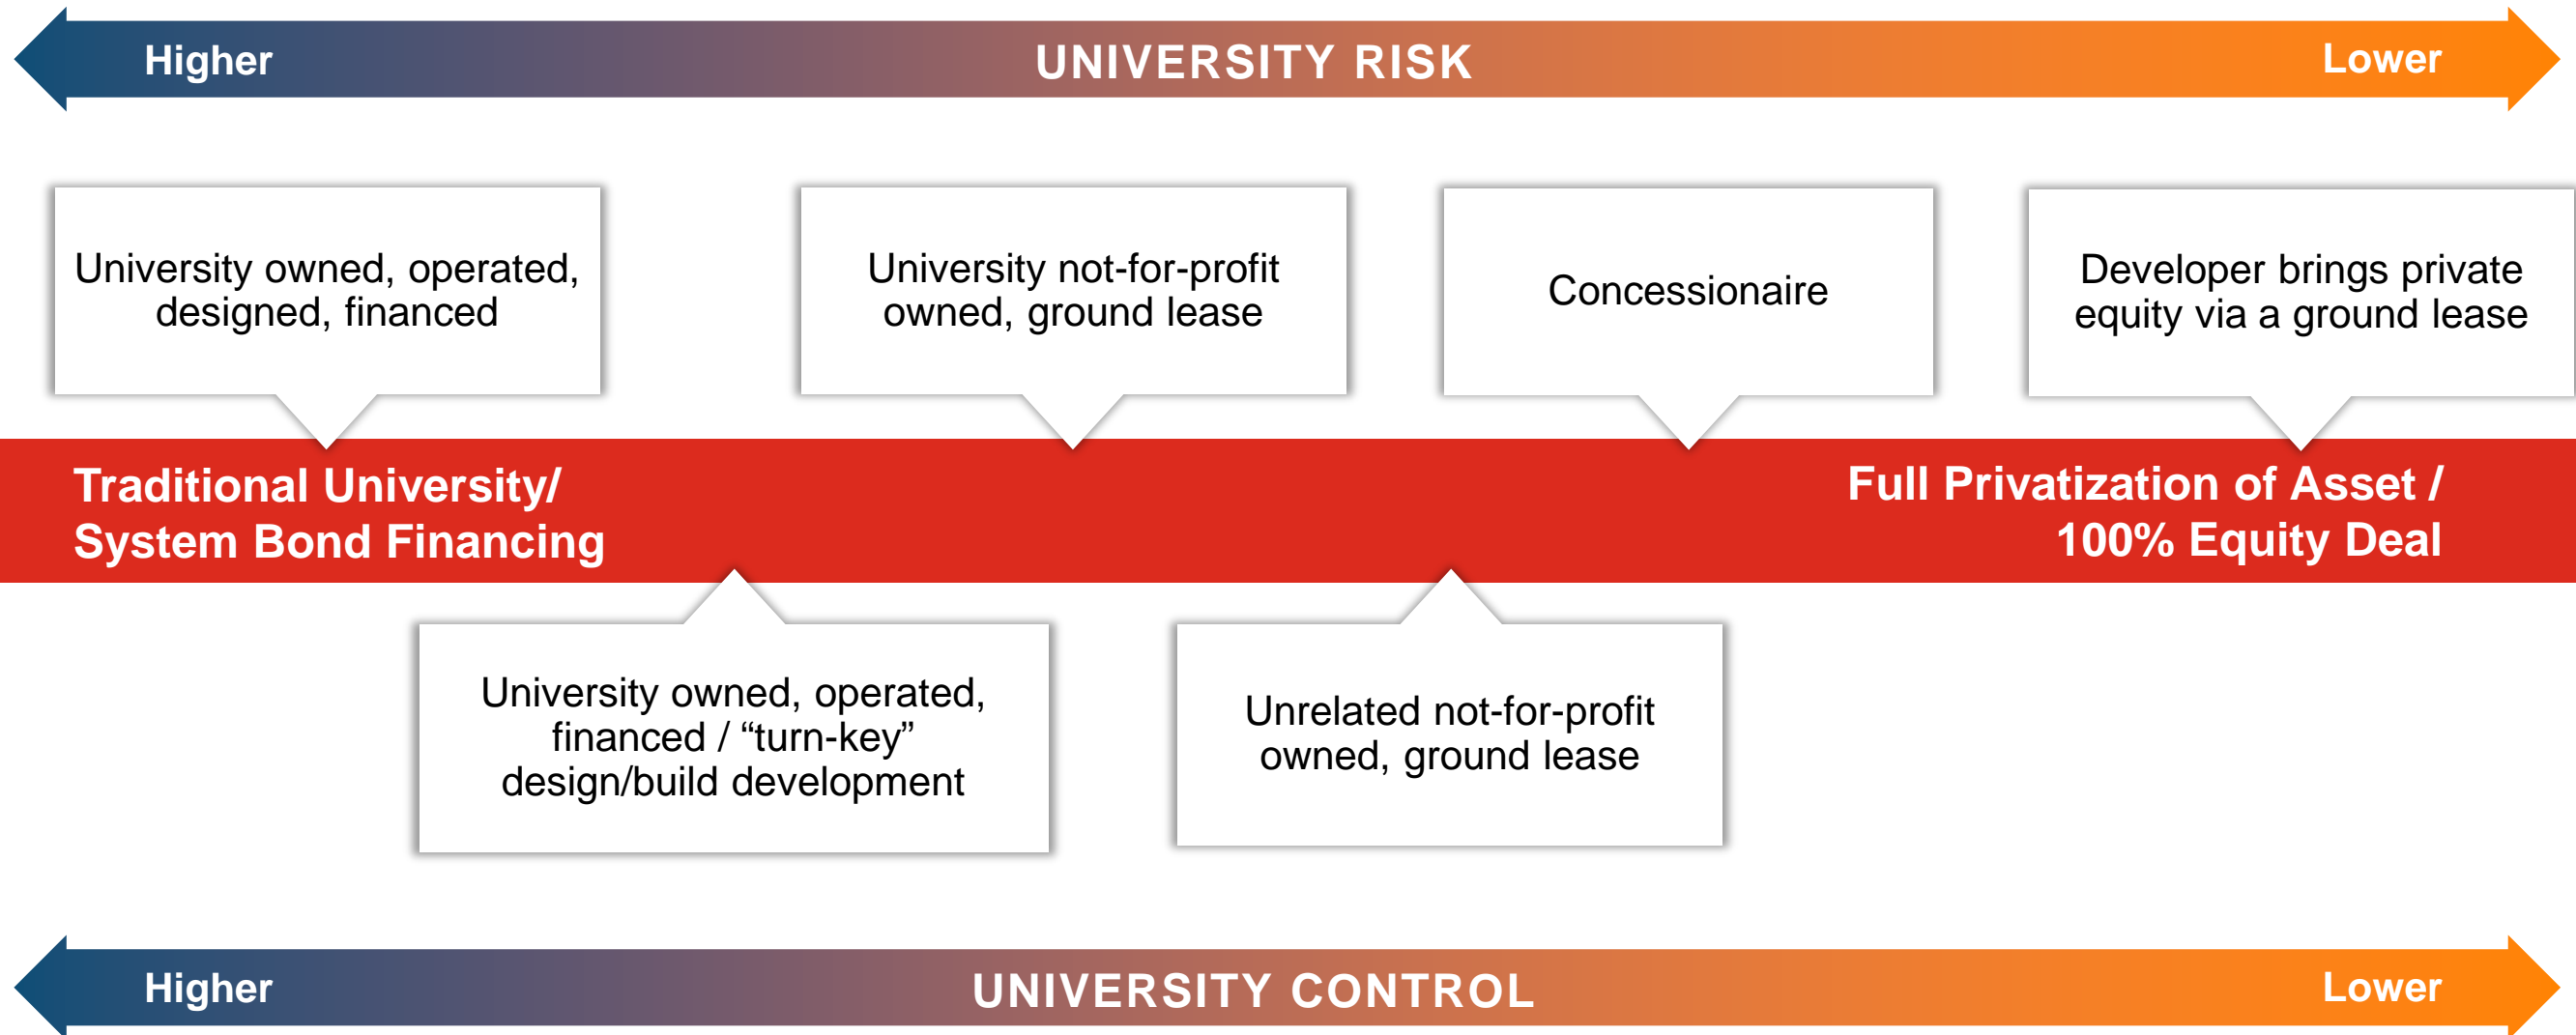 Higher UNIVERSITY RISK Lower
University owned, operated,
designed, financed
University not-for-profit
owned, ground lease
Concessionaire
Developer brings private
equity via a ground lease
Traditional University/
System Bond Financing
Full Privatization of Asset /
100% Equity Deal
University owned, operated,
financed / “turn-key”
design/build development
Unrelated not-for-profit
owned, ground lease
Higher UNIVERSITY CONTROL Lower